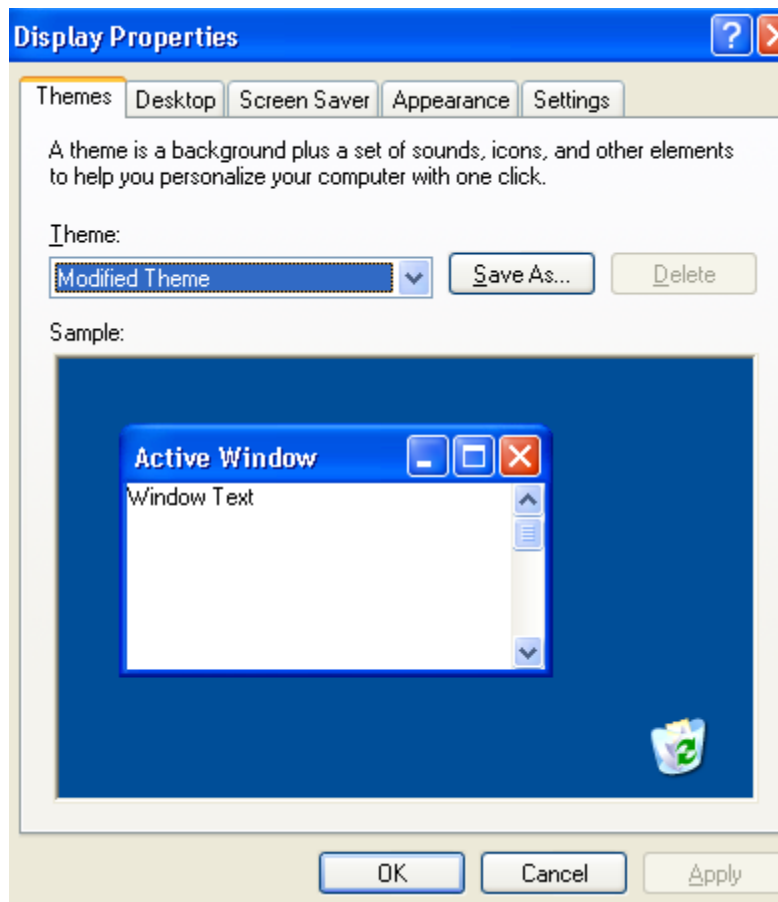 Display Properties
?
Themes Desktop Screen Saver Appearance Settings
A theme is a background plus a set of sounds, icons, and other elements
to help you personalize your computer with one click.
Theme:
Modified Theme Save As... Delete
Sample:
Active Window
Window Text
OK Cancel Apply